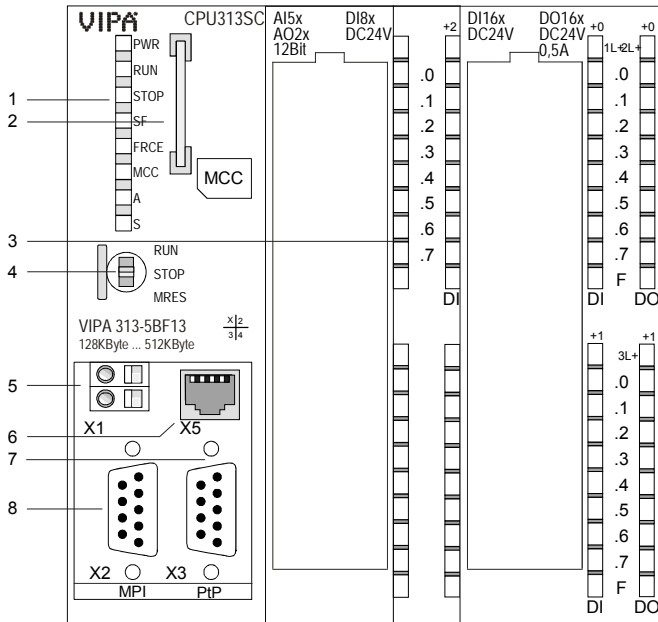 VIPA CPU313SC
PWR
RUN
STOP
SF
FRCE
MCC
A
S
MCC
1
2
3
4
5
6
7
8
RUN
STOP
MRES
VIPA 313-5BF13
128KByte ... 512KByte
X 2
3 4
X1 X5
X2 X3
MPI PtP
AI5x DI8x
AO2x DC24V
12Bit
+2
.0
.1
.2
.3
.4
.5
.6
.7
DI
DI16x DO16x
DC24V DC24V
0,5A
+0 +0
1L+ 2L+
.0
.1
.2
.3
.4
.5
.6
.7
F
DI DO
+1 +1
3L+
.0
.1
.2
.3
.4
.5
.6
.7
F
DI DO